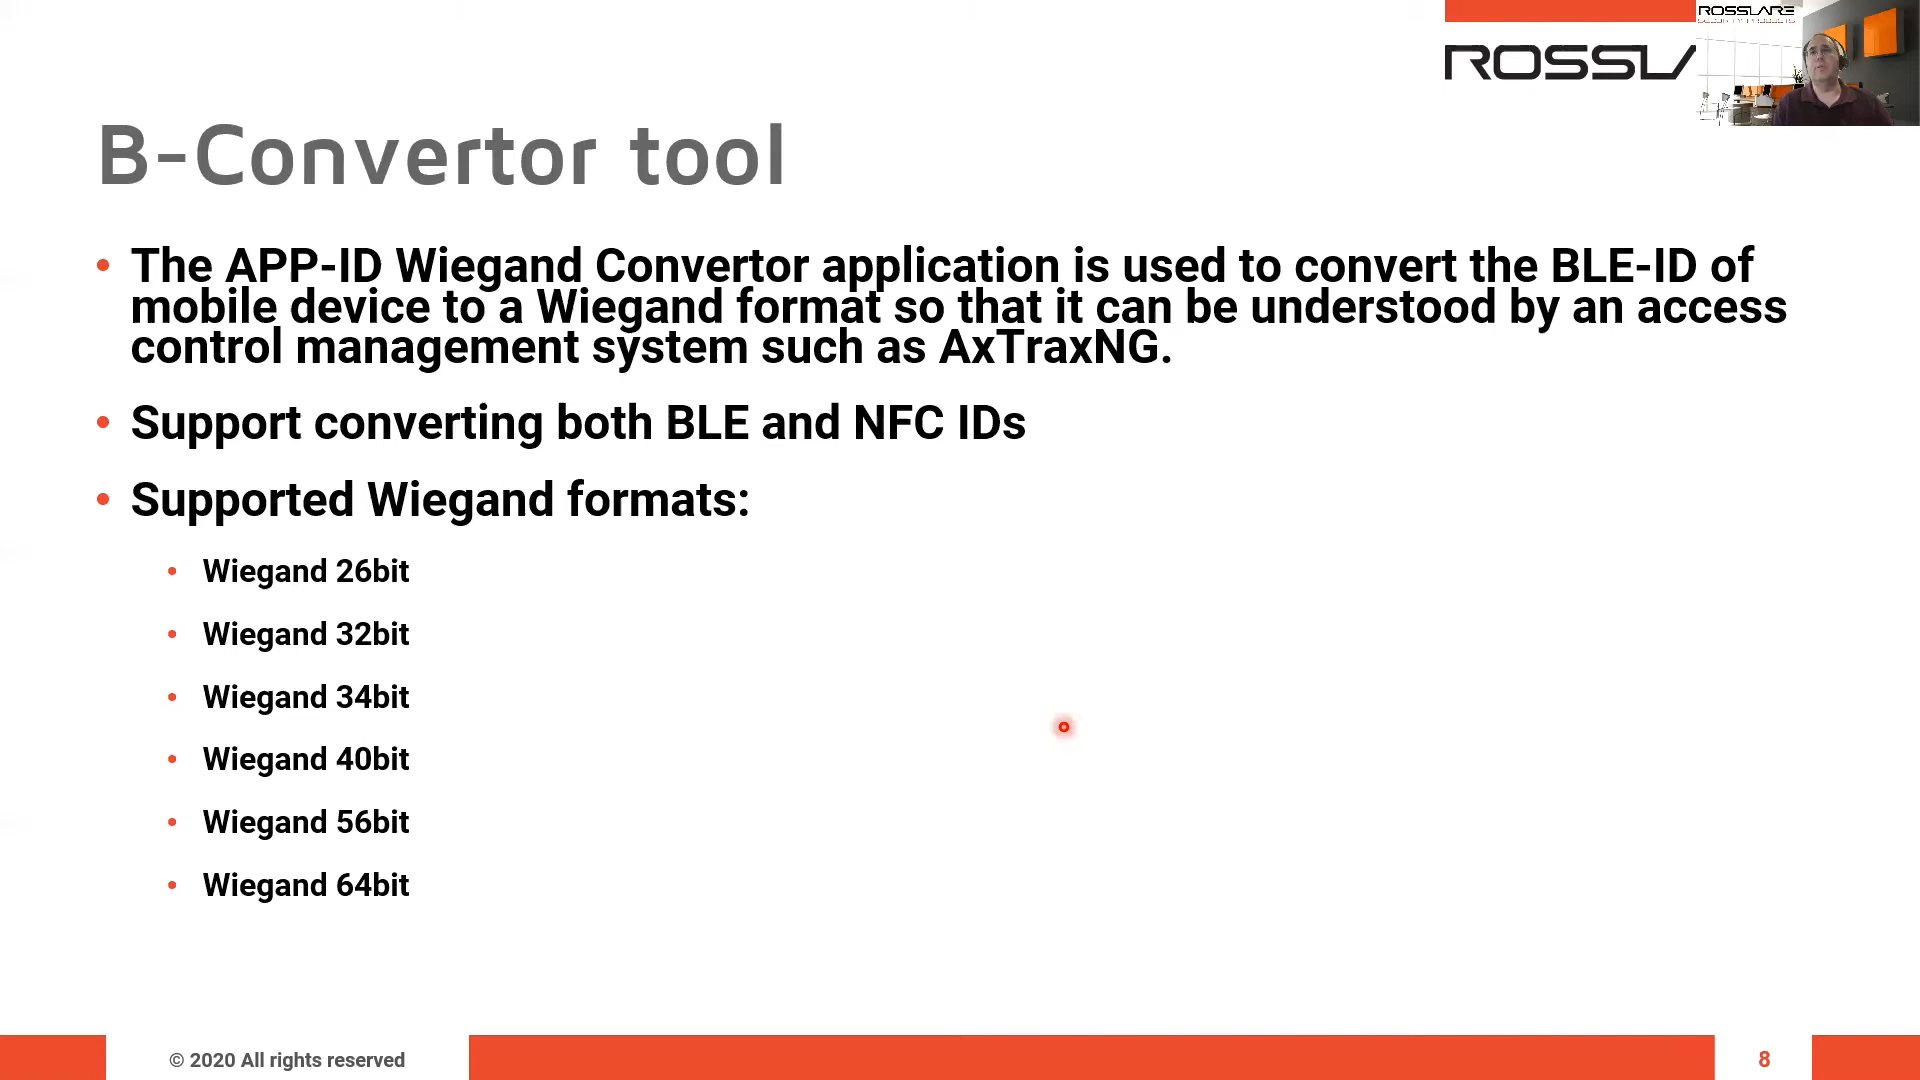 ROSSLARE
SECURITY PRODUCTS
ROSSL
B-Convertor tool
• The APP-ID Wiegand Convertor application is used to convert the BLE-ID of
mobile device to a Wiegand format so that it can be understood by an access
control management system such as AxTraxNG.
• Support converting both BLE and NFC IDs
• Supported Wiegand formats:
• Wiegand 26bit
• Wiegand 32bit
• Wiegand 34bit
• Wiegand 40bit
• Wiegand 56bit
• Wiegand 64bit
© 2020 All rights reserved
8